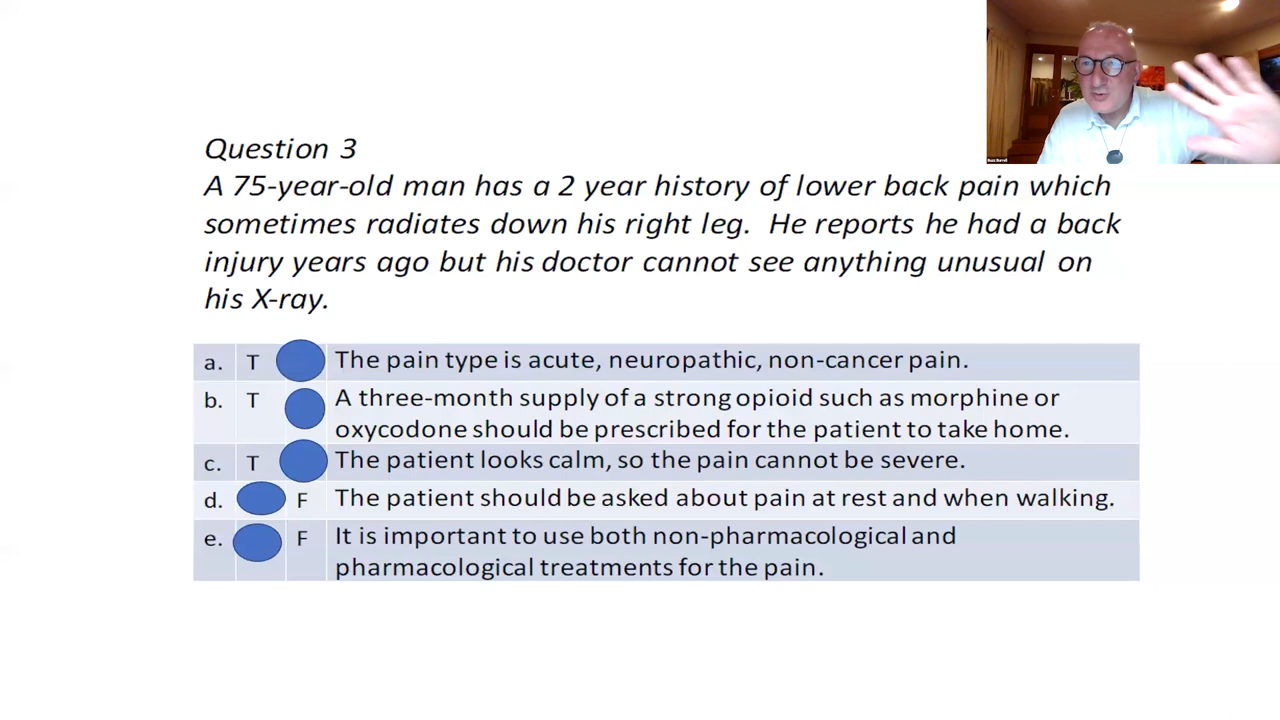 Question 3
A 75-year-old man has a 2 year history of lower back pain which
sometimes radiates down his right leg. He reports he had a back
injury years ago but his doctor cannot see anything unusual on
his X-ray.
a. T The pain type is acute, neuropathic, non-cancer pain.
b. T A three-month supply of a strong opioid such as morphine or
oxycodone should be prescribed for the patient to take home.
c. T The patient looks calm, so the pain cannot be severe.
d. F The patient should be asked about pain at rest and when walking.
e. F It is important to use both non-pharmacological and
pharmacological treatments for the pain.